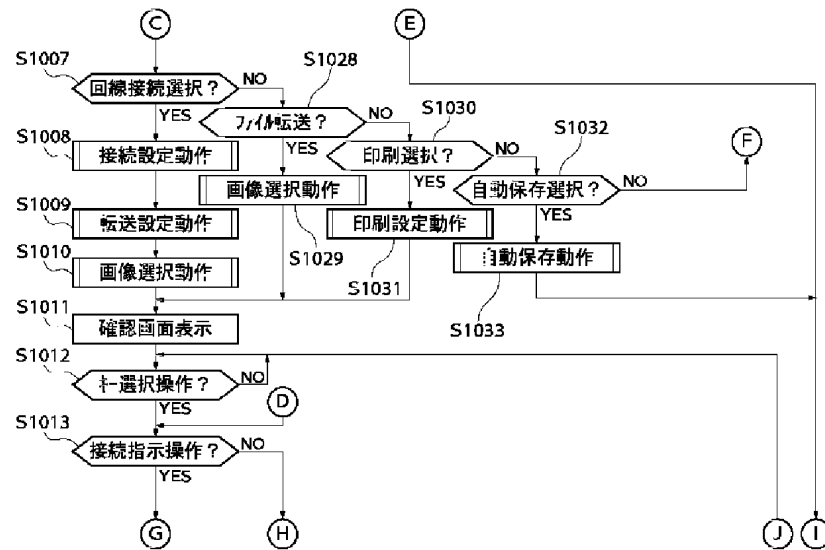 C
E
S1007
回線接続選択？
NO
S1028
YES
ファイル転送？
NO
S1030
S1008
接続設定動作
YES
印刷選択？
NO
S1032
F
画像選択動作
YES
自動保存選択？
NO
S1009
転送設定動作
S1029
印刷設定動作
YES
S1010
画像選択動作
S1031
自動保存動作
S1011
確認画面表示
S1033
S1012
キー選択操作？
NO
YES
D
S1013
接続指示操作？
NO
YES
G
H
J
I